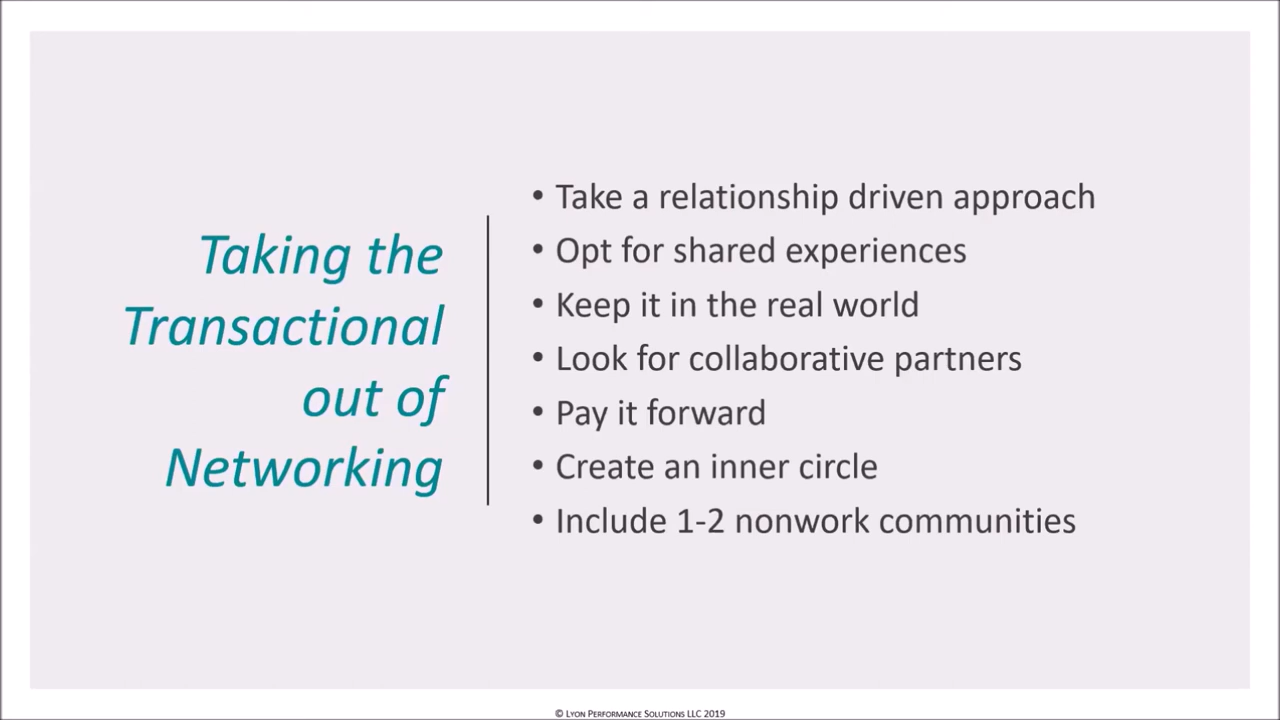 Taking the
Transactional
out of
Networking
• Take a relationship driven approach
• Opt for shared experiences
• Keep it in the real world
• Look for collaborative partners
• Pay it forward
• Create an inner circle
• Include 1-2 nonwork communities
© Lyon Performance Solutions LLC 2019